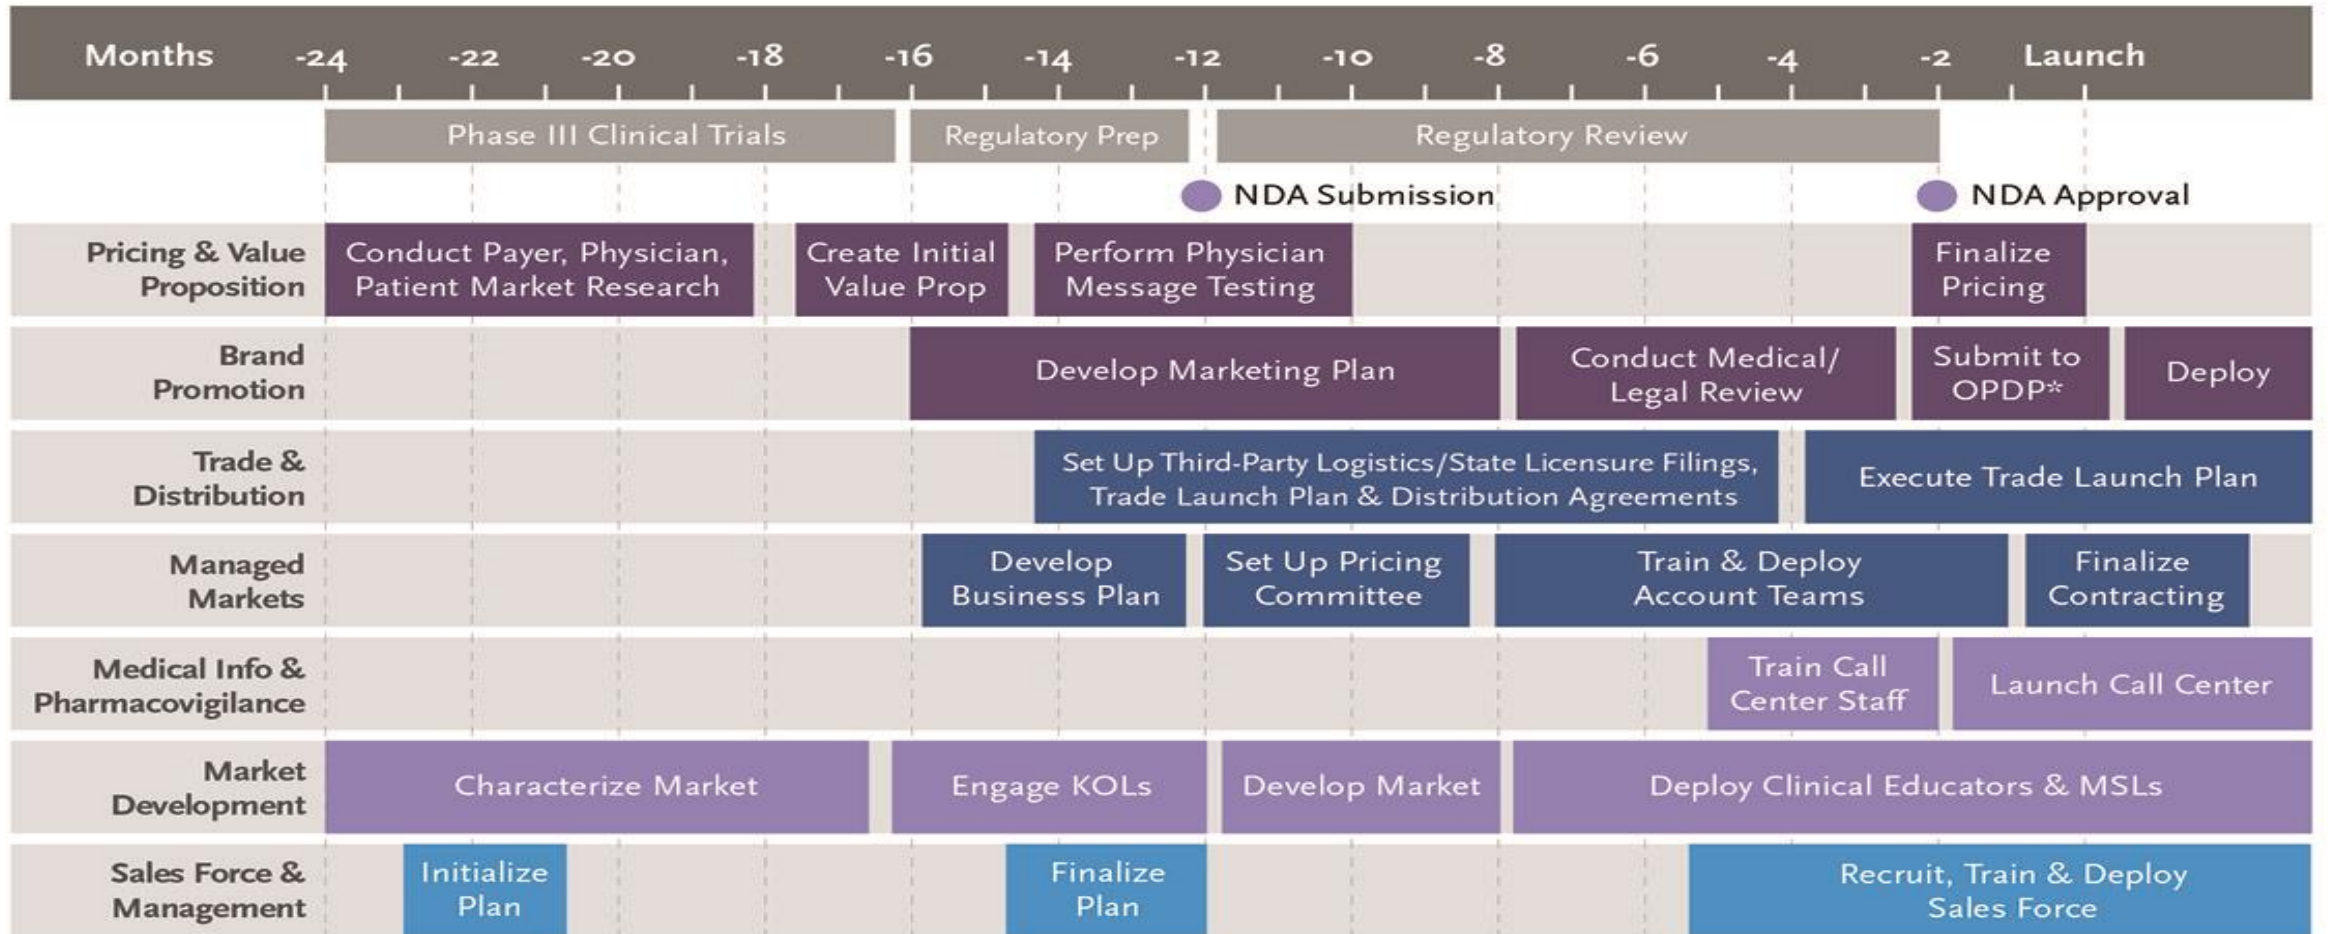 Months -24 -22 -20 -18 -16 -14 -12 -10 -8 -6 -4 -2 Launch
Phase III Clinical Trials
Regulatory Prep
Regulatory Review
NDA Submission
NDA Approval
Pricing & Value
Proposition
Conduct Payer, Physician,
Patient Market Research
Create Initial
Value Prop
Perform Physician
Message Testing
Finalize
Pricing
Brand
Promotion
Develop Marketing Plan
Conduct Medical/
Legal Review
Submit to
OPDP*
Deploy
Trade &
Distribution
Set Up Third-Party Logistics/State Licensure Filings,
Trade Launch Plan & Distribution Agreements
Execute Trade Launch Plan
Managed
Markets
Develop
Business Plan
Set Up Pricing
Committee
Train & Deploy
Account Teams
Finalize
Contracting
Medical Info &
Pharmacovigilance
Train Call
Center Staff
Launch Call Center
Market
Development
Characterize Market
Engage KOLs
Develop Market
Deploy Clinical Educators & MSLs
Sales Force &
Management
Initialize
Plan
Finalize
Plan
Recruit, Train & Deploy
Sales Force